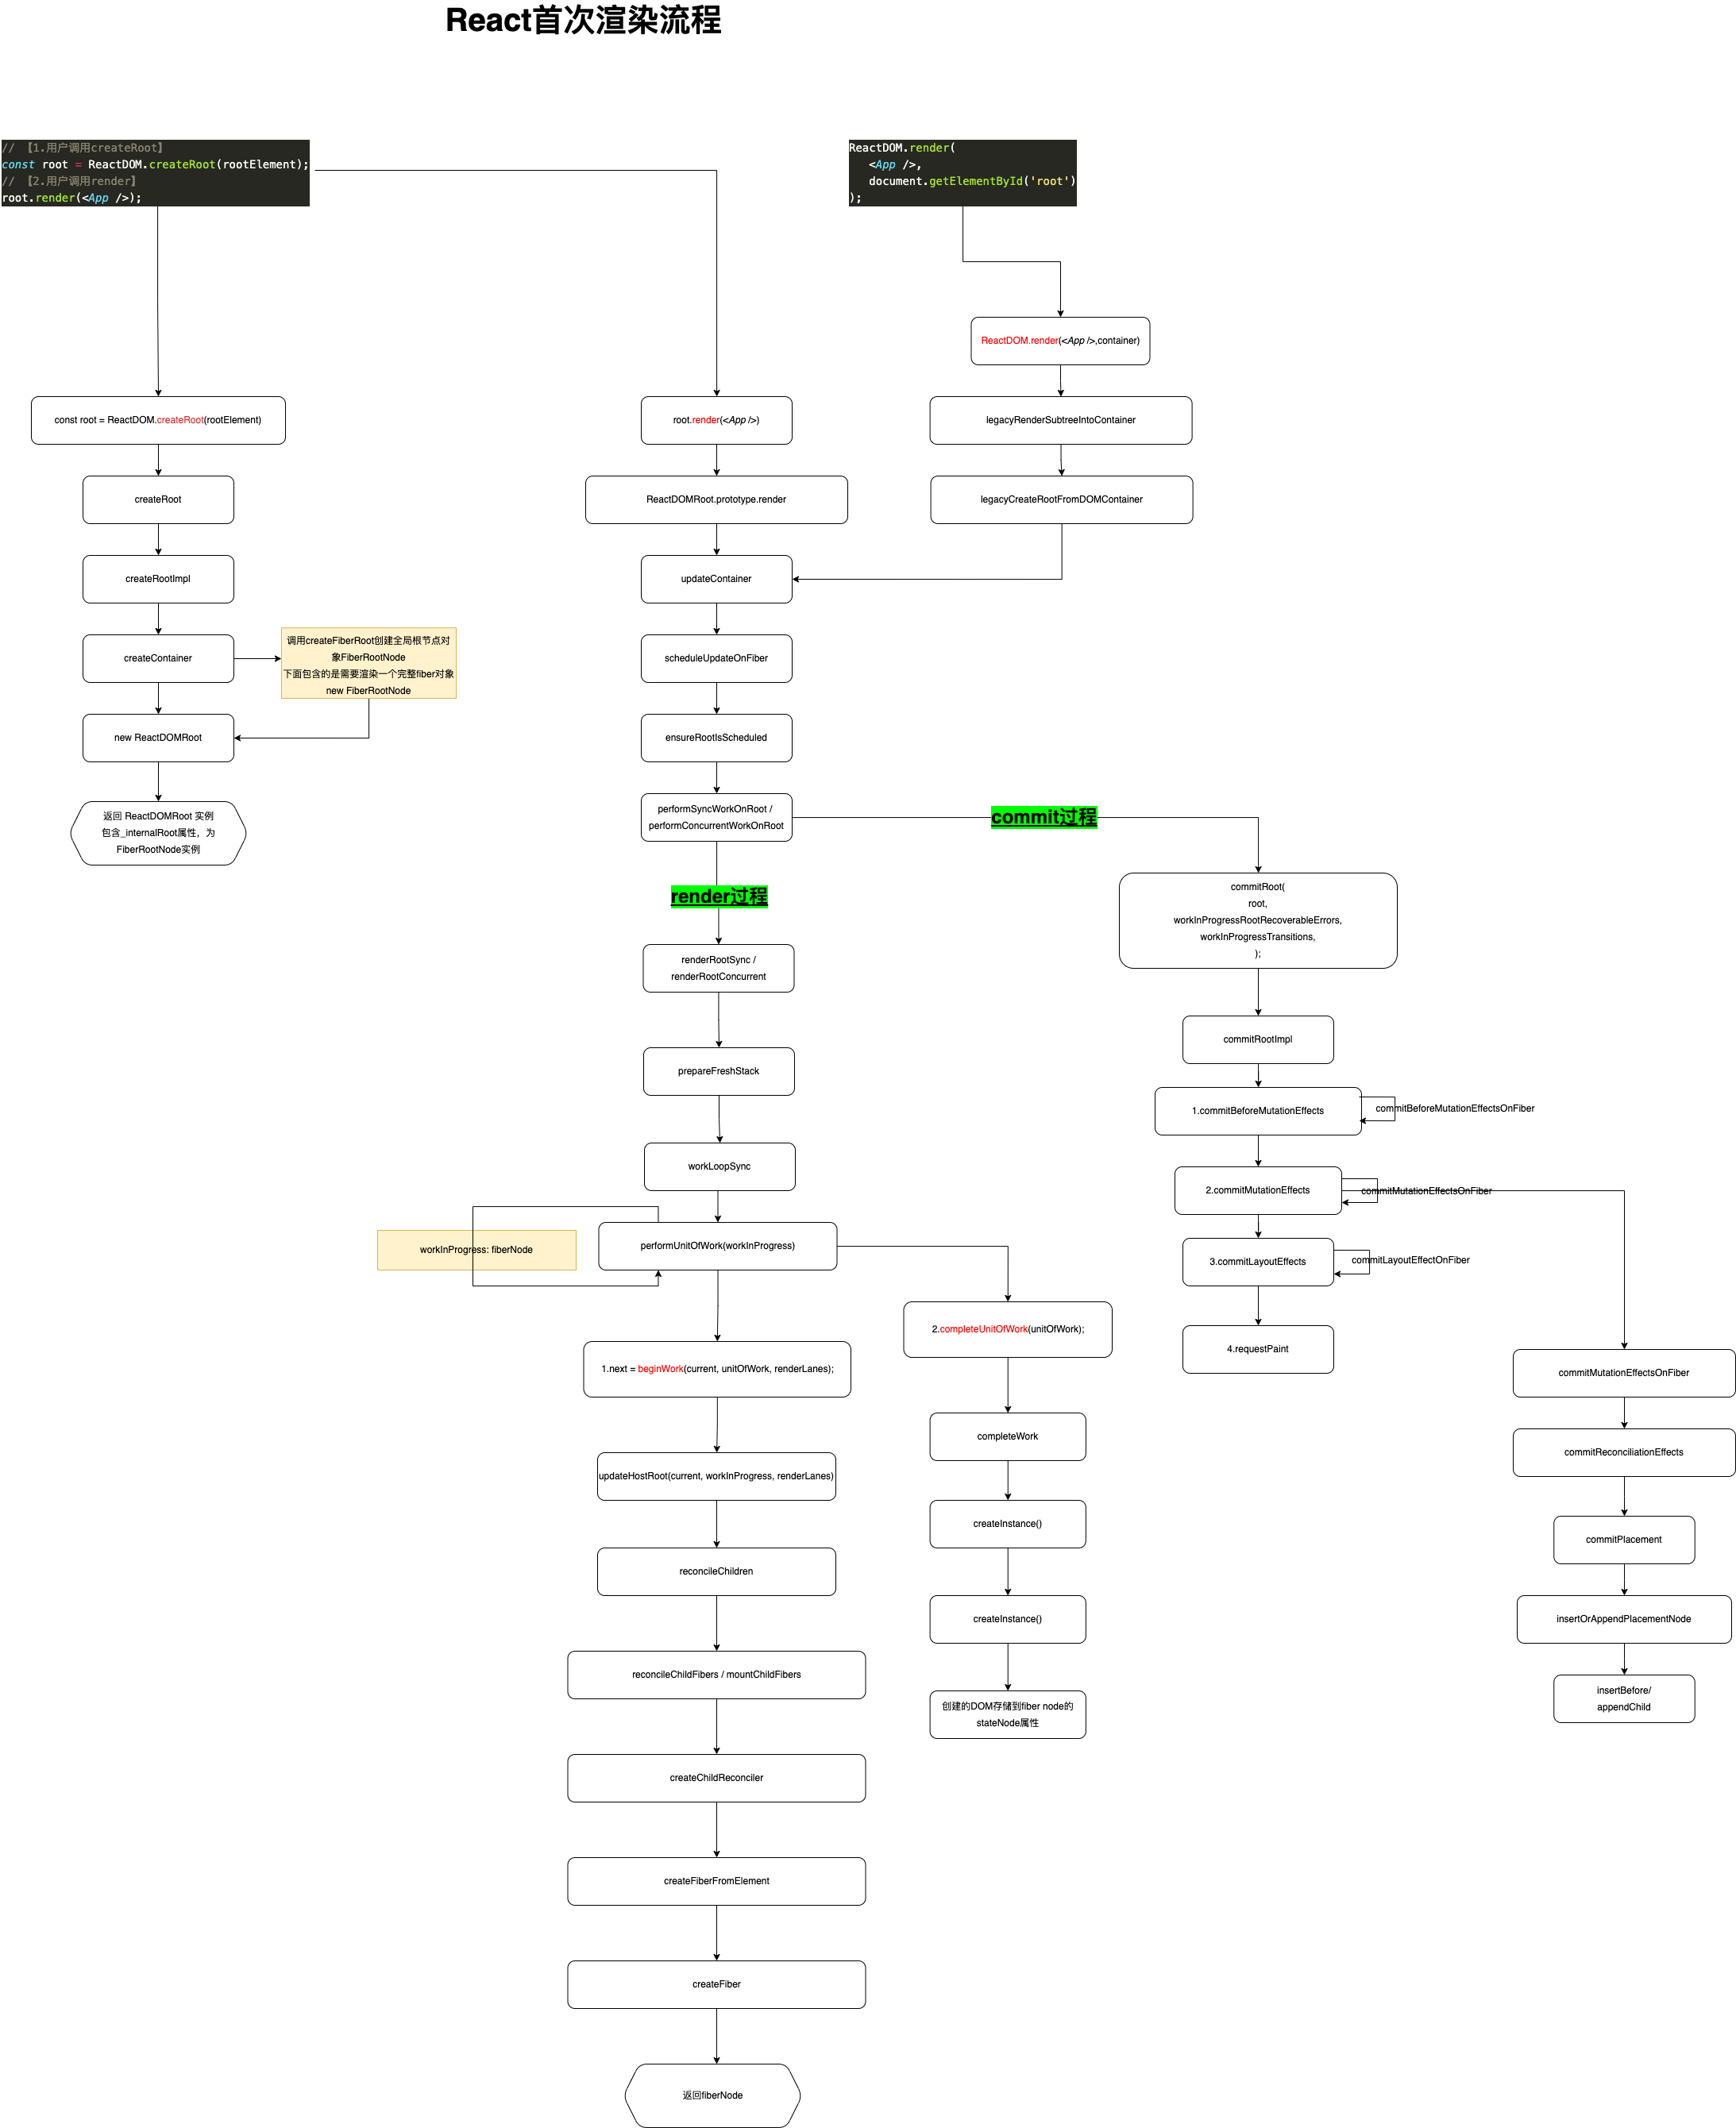 React首次渲染流程
// 【1.用户调用createRoot】
const root = ReactDOM.createRoot(rootElement);
// 【2.用户调用render】
root.render(<App />);
ReactDOM.render(
<App />,
document.getElementById('root')
);
const root = ReactDOM.createRoot(rootElement)
createRoot
createRootImpl
createContainer
调用createFiberRoot创建全局根节点对
象FiberRootNode
下面包含的是需要渲染一个完整fiber对象
new FiberRootNode
new ReactDOMRoot
返回 ReactDOMRoot 实例
包含_internalRoot属性，为
FiberRootNode实例
root.render(<App />)
ReactDOMRoot.prototype.render
ReactDOM.render(<App />,container)
legacyRenderSubtreeIntoContainer
legacyCreateRootFromDOMContainer
updateContainer
scheduleUpdateOnFiber
ensureRootIsScheduled
performSyncWorkOnRoot /
performConcurrentWorkOnRoot
render过程
renderRootSync /
renderRootConcurrent
prepareFreshStack
workLoopSync
workInProgress: fiberNode
performUnitOfWork(workInProgress)
1.next = beginWork(current, unitOfWork, renderLanes);
updateHostRoot(current, workInProgress, renderLanes)
reconcileChildren
reconcileChildFibers / mountChildFibers
createChildReconciler
createFiberFromElement
createFiber
返回fiberNode
2.completeUnitOfWork(unitOfWork);
completeWork
createInstance()
createInstance()
创建的DOM存储到fiber node的
stateNode属性
commit过程
commitRoot(
root,
workInProgressRootRecoverableErrors,
workInProgressTransitions,
);
commitRootImpl
1.commitBeforeMutationEffects
commitBeforeMutationEffectsOnFiber
2.commitMutationEffects
commitMutationEffectsOnFiber
3.commitLayoutEffects
commitLayoutEffectOnFiber
4.requestPaint
commitMutationEffectsOnFiber
commitReconciliationEffects
commitPlacement
insertOrAppendPlacementNode
insertBefore/
appendChild